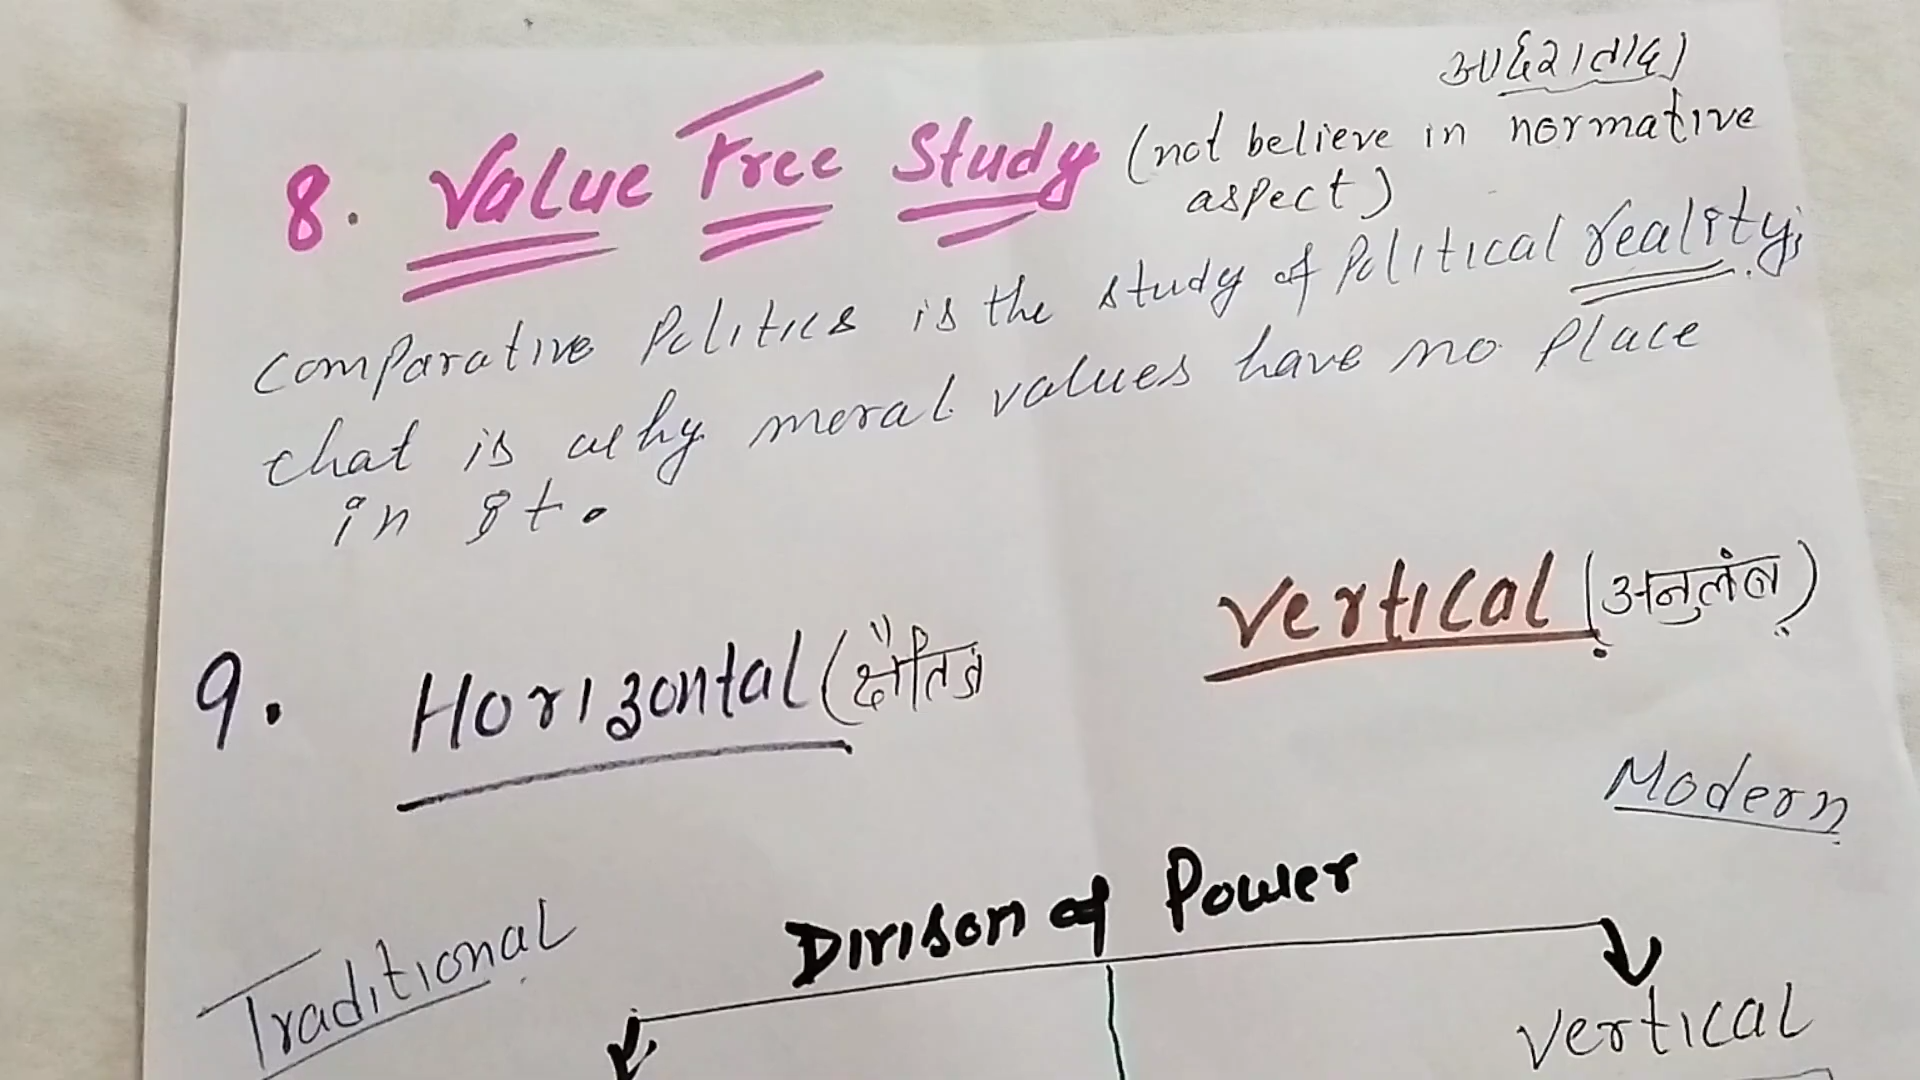 आदर्शवादी
8. Value Free Study (not believe in normative
aspect)
Comparative Politics is the study of Political reality,
that is why moral values have no place
in it.
Vertical (अनुलंब)
9. Horizontal (क्षैतिज
Modern
Divison of Power
Traditional
Vertical